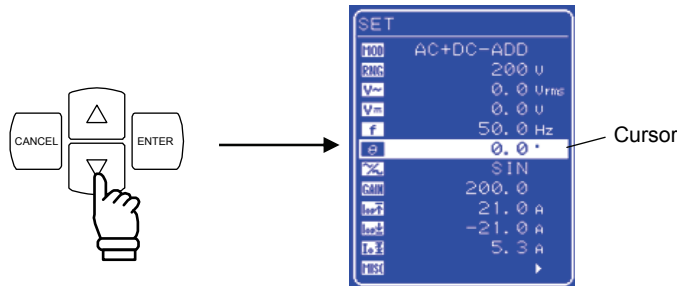 SET
MOD AC+DC-ADD
RNG 200 V
V~ 0.0 Vrms
V= 0.0 V
f 50.0 Hz
CANCEL ENTER θ 0.0 ° Cursor
SIN
GAIN 200.0
21.0 A
-21.0 A
5.3 A
MISC